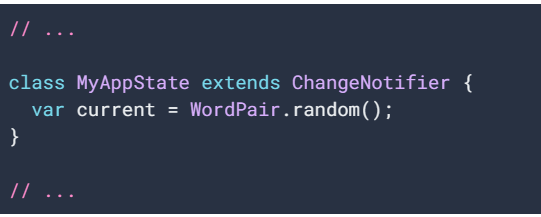 // ...
class MyAppState extends ChangeNotifier {
  var current = WordPair.random();
}
// ...